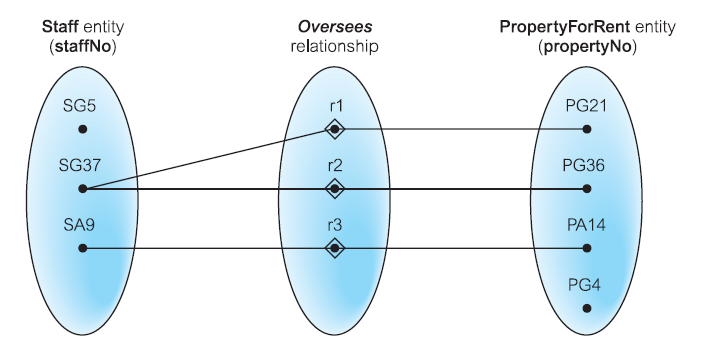 Staff entity
(staffNo)
Oversees
relationship
PropertyForRent entity
(propertyNo)
SG5
r1
PG21
SG37
r2
PG36
SA9
r3
PA14
PG4